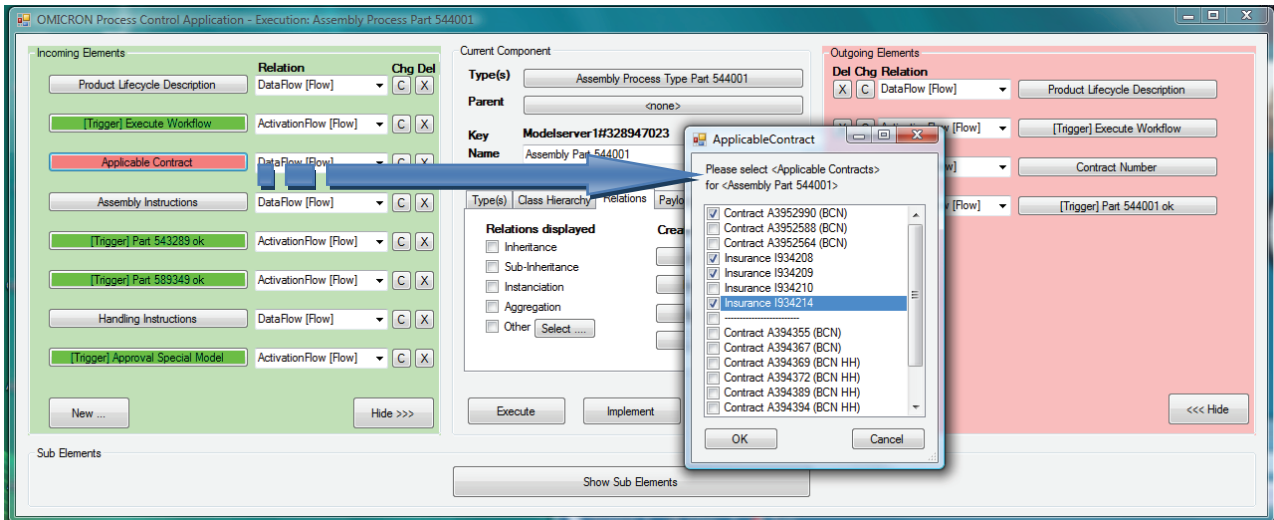 OMICRON Process Control Application - Execution: Assembly Process Part 544001
X
Incoming Elements
Relation Chg Del
Product Lifecycle Description DataFlow [Flow] C X
[Trigger] Execute Workflow ActivationFlow [Flow] C X
Applicable Contract DataFlow [Flow] C X
Assembly Instructions DataFlow [Flow] C X
[Trigger] Part 543289 ok ActivationFlow [Flow] C X
[Trigger] Part 589349 ok ActivationFlow [Flow] C X
Handling Instructions DataFlow [Flow] C X
[Trigger] Approval Special Model ActivationFlow [Flow] C X
New ... Hide >>>
Current Component
Type(s) Assembly Process Type Part 544001
Parent <none>
Key Modelserver1#328947023
Name Assembly Part 544001
Type(s) Class Hierarchy Relations Paylo
Relations displayed Crea
Inheritance
Sub-Inheritance
Instanciation
Aggregation
Other Select ....
Execute Implement
ApplicableContract X
Please select <Applicable Contracts>
for <Assembly Part 544001>
Contract A3952990 (BCN)
Contract A3952588 (BCN)
Contract A3952564 (BCN)
Insurance I934208
Insurance I934209
Insurance I934210
Insurance I934214
------------------------
Contract A394355 (BCN)
Contract A394367 (BCN)
Contract A394369 (BCN HH)
Contract A394372 (BCN HH)
Contract A394389 (BCN HH)
Contract A394394 (BCN HH)
OK Cancel
Outgoing Elements
Del Chg Relation
X C DataFlow [Flow] Product Lifecycle Description
[Flow] [Trigger] Execute Workflow
Contract Number
[Flow] [Trigger] Part 544001 ok
<<< Hide
Sub Elements
Show Sub Elements